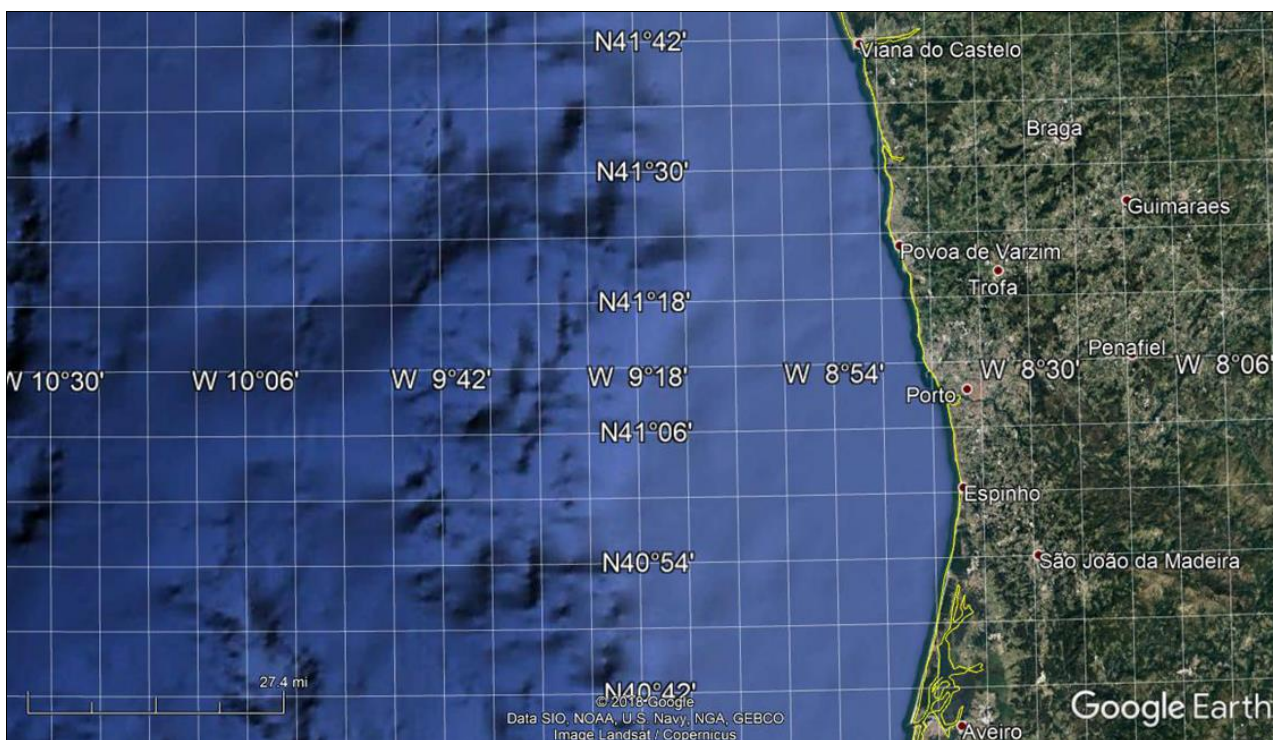 N41°42'
Viana do Castelo
Braga
N41°30'
Guimaraes
Povoa de Varzim
Trofa
N41°18'
Penafiel
W 10°30'
W 10°06'
W 9°42'
W 9°18'
W 8°54'
W 8°30'
W 8°06'
Porto
N41°06'
Espinho
N40°54'
São João da Madeira
27.4 mi
N40°42'
© 2018 Google
Data SIO, NOAA, U.S. Navy, NGA, GEBCO
Image Landsat / Copernicus
Google Earth
Aveiro